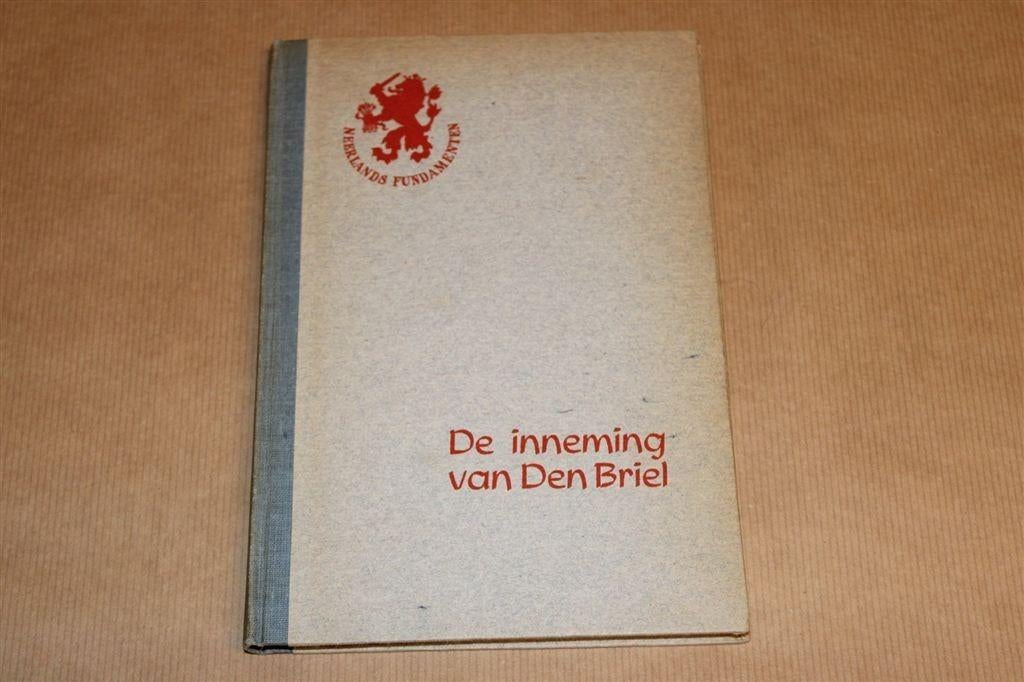 NEERLANDS FUNDAMENTEN
De inneming
van Den Briel